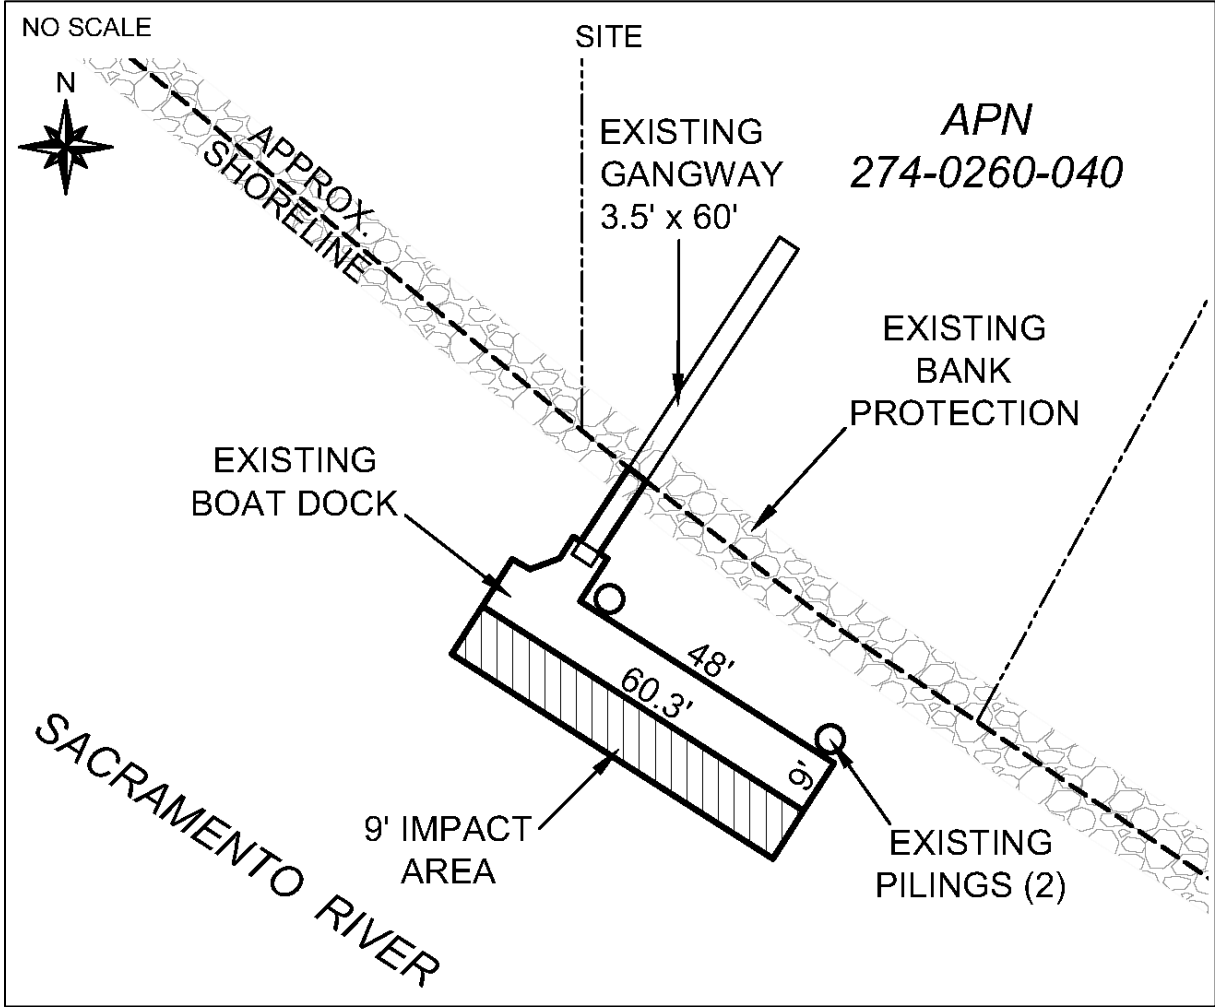 NO SCALE
SITE
N
APN
274-0260-040
EXISTING
GANGWAY
3.5' x 60'
APPROX.
SHORELINE
EXISTING
BANK
PROTECTION
EXISTING
BOAT DOCK
48'
60.3'
9'
9' IMPACT
AREA
EXISTING
PILINGS (2)
SACRAMENTO RIVER